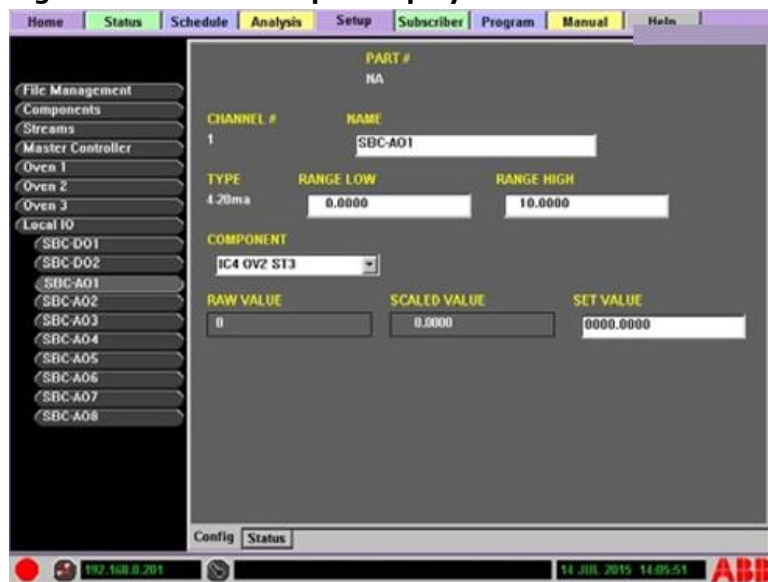 Home Status Schedule Analysis Setup Subscriber Program Manual Help
PART #
NA
File Management
Components
Streams
Master Controller
Oven 1
Oven 2
Oven 3
Local IO
SBC-DO1
SBC-DO2
SBC-AO1
SBC-AO2
SBC-AO3
SBC-AO4
SBC-AO5
SBC-AO6
SBC-AO7
SBC-AO8
CHANNEL # NAME
1 SBC-AO1
TYPE RANGE LOW RANGE HIGH
4-20ma 0.0000 10.0000
COMPONENT
IC4 OV2 ST3
RAW VALUE SCALED VALUE SET VALUE
0 0.0000 0000.0000
Config Status
192.168.0.201 14 JUL 2015 14:05:51 ABB